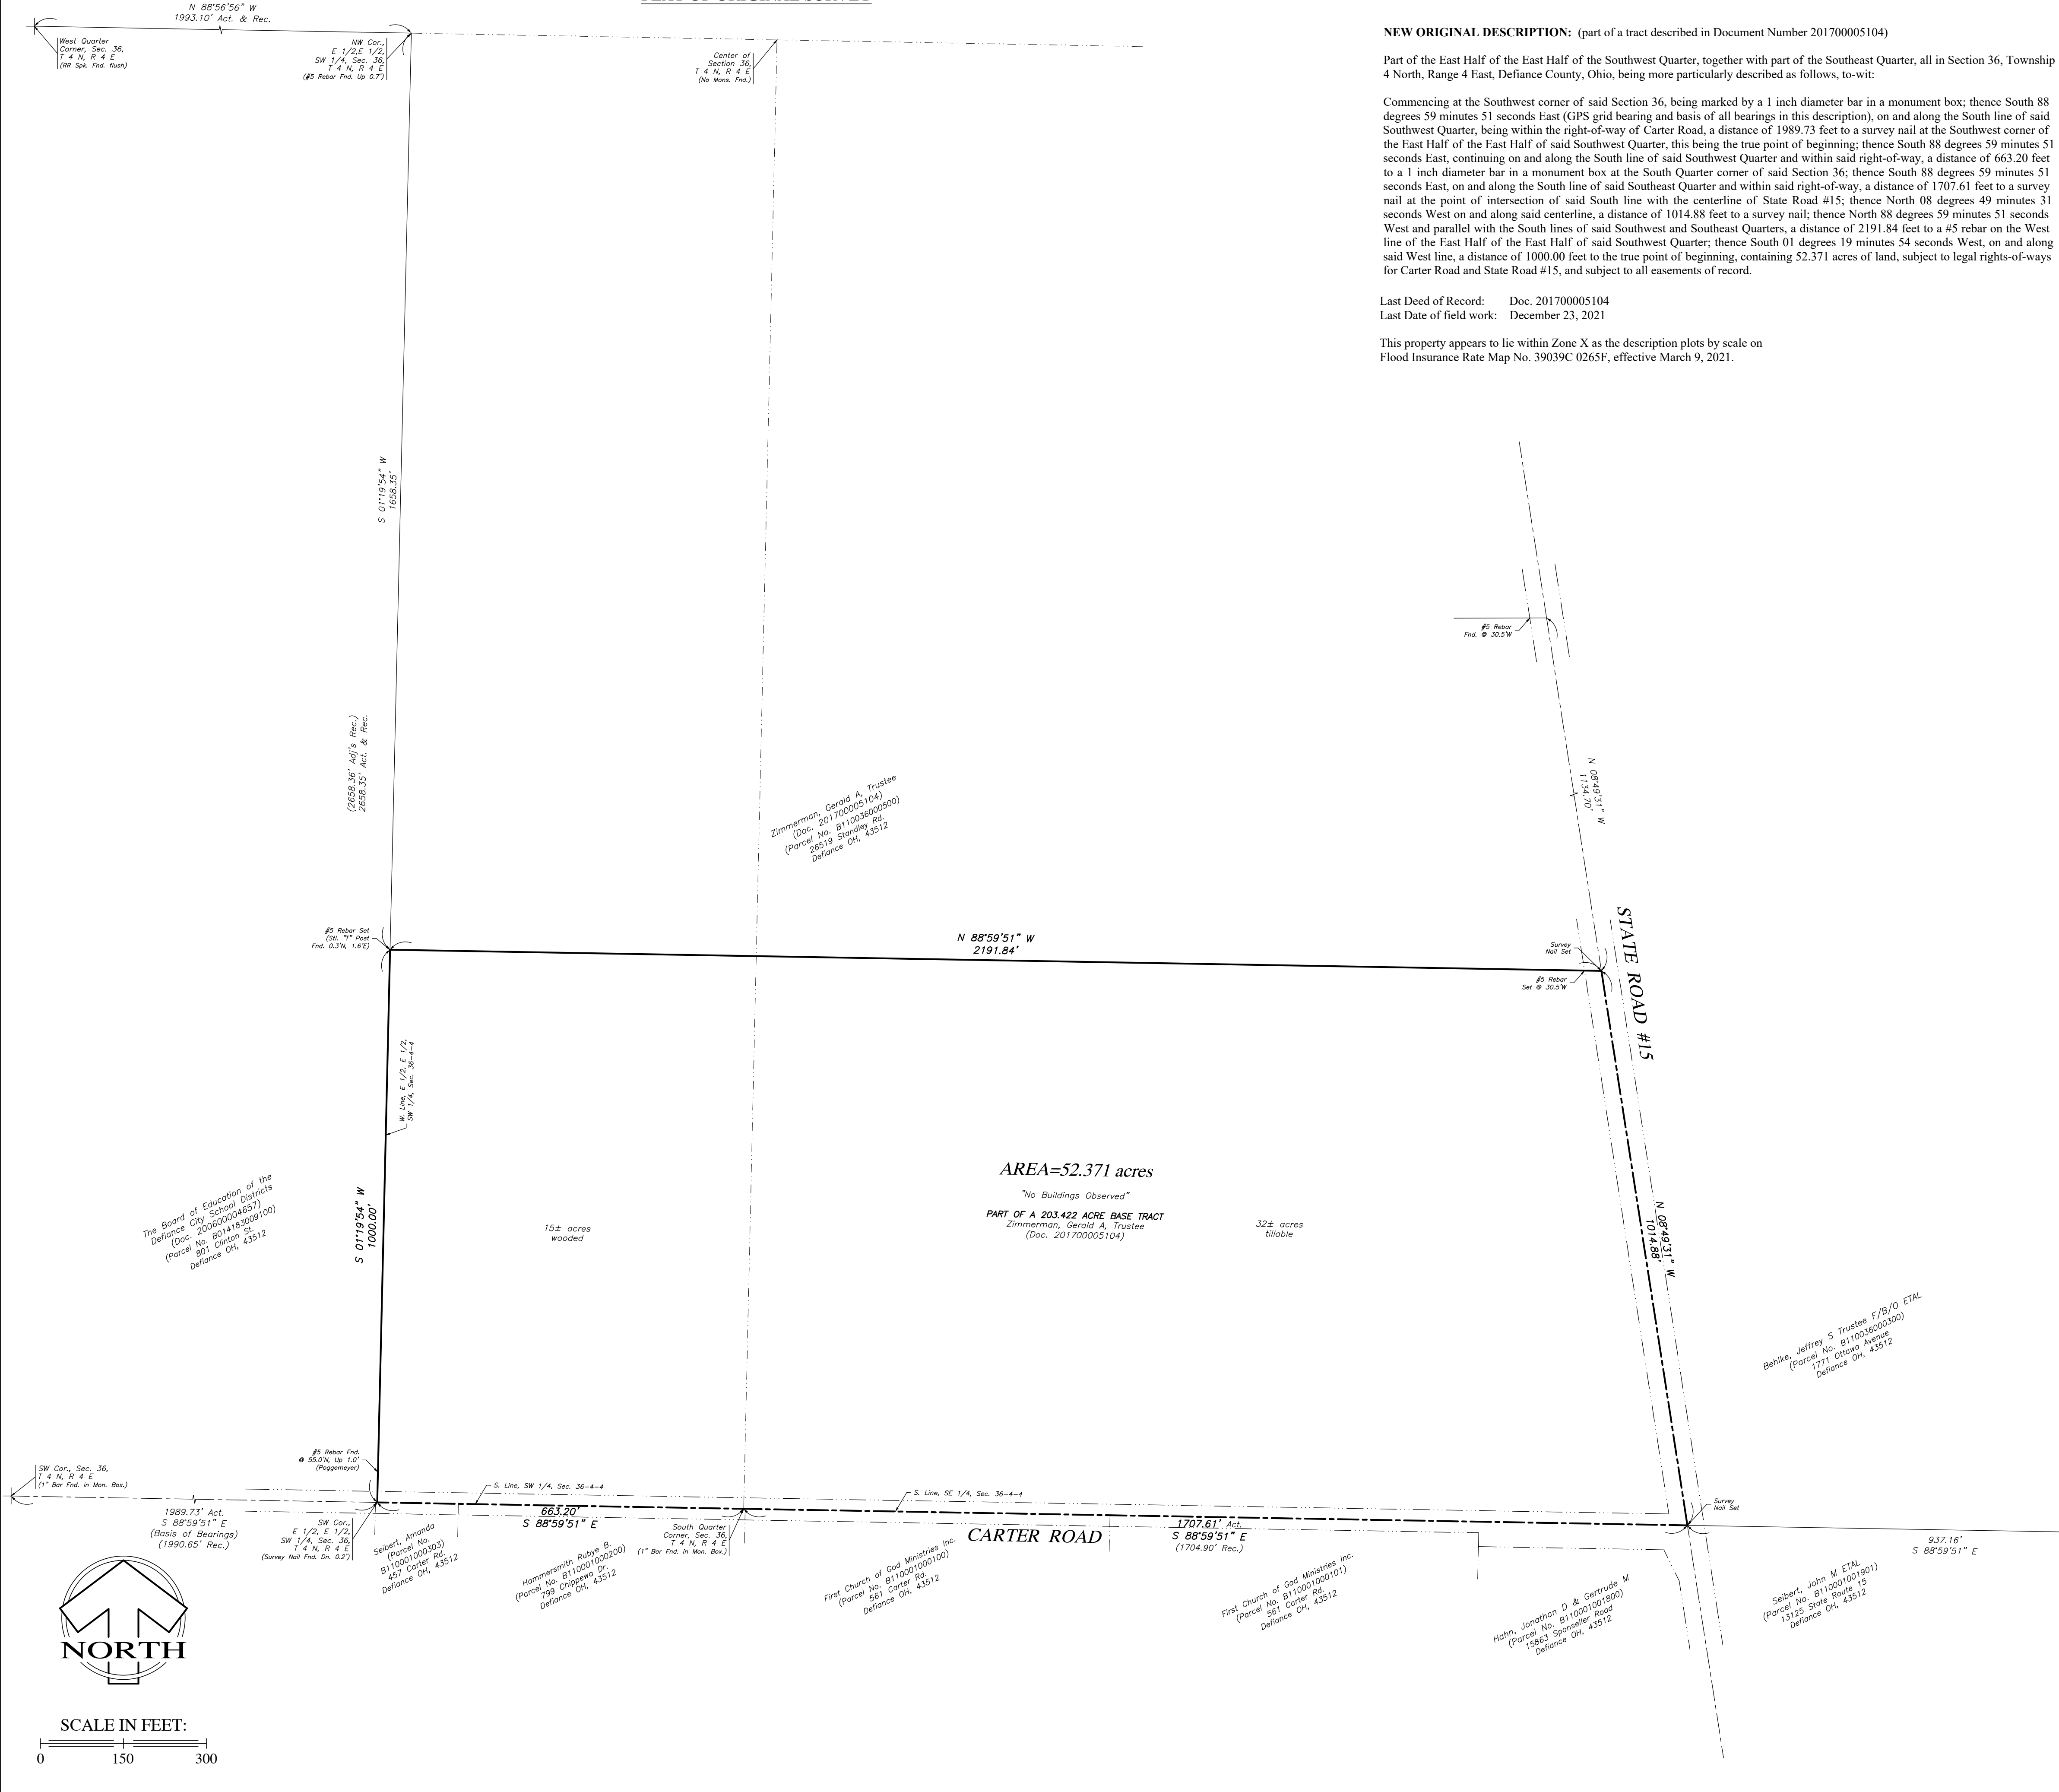 N 88°56'56" W
1993.10' Act. & Rec.
West Quarter
Corner, Sec. 36,
T 4 N, R 4 E
(RR Spk. Fnd. flush)
NW Cor.,
E 1/2,E 1/2,
SW 1/4, Sec. 36,
T 4 N, R 4 E
(#5 Rebar Fnd. Up 0.7')
Center of
Section 36,
T 4 N, R 4 E
(No Mons. Fnd.)
NEW ORIGINAL DESCRIPTION: (part of a tract described in Document Number 201700005104)
Part of the East Half of the East Half of the Southwest Quarter, together with part of the Southeast Quarter, all in Section 36, Township
4 North, Range 4 East, Defiance County, Ohio, being more particularly described as follows, to-wit:
Commencing at the Southwest corner of said Section 36, being marked by a 1 inch diameter bar in a monument box; thence South 88
degrees 59 minutes 51 seconds East (GPS grid bearing and basis of all bearings in this description), on and along the South line of said
Southwest Quarter, being within the right-of-way of Carter Road, a distance of 1989.73 feet to a survey nail at the Southwest corner of
the East Half of the East Half of said Southwest Quarter, this being the true point of beginning; thence South 88 degrees 59 minutes 51
seconds East, continuing on and along the South line of said Southwest Quarter and within said right-of-way, a distance of 663.20 feet
to a 1 inch diameter bar in a monument box at the South Quarter corner of said Section 36; thence South 88 degrees 59 minutes 51
seconds East, on and along the South line of said Southeast Quarter and within said right-of-way, a distance of 1707.61 feet to a survey
nail at the point of intersection of said South line with the centerline of State Road #15; thence North 08 degrees 49 minutes 31
seconds West on and along said centerline, a distance of 1014.88 feet to a survey nail; thence North 88 degrees 59 minutes 51 seconds
West and parallel with the South lines of said Southwest and Southeast Quarters, a distance of 2191.84 feet to a #5 rebar on the West
line of the East Half of the East Half of said Southwest Quarter; thence South 01 degrees 19 minutes 54 seconds West, on and along
said West line, a distance of 1000.00 feet to the true point of beginning, containing 52.371 acres of land, subject to legal rights-of-ways
for Carter Road and State Road #15, and subject to all easements of record.
Last Deed of Record: Doc. 201700005104
Last Date of field work: December 23, 2021
This property appears to lie within Zone X as the description plots by scale on
Flood Insurance Rate Map No. 39039C 0265F, effective March 9, 2021.
S 01°19'54" W
1658.35'
(2658.36' Adj's Rec.)
2658.35' Act. & Rec.
#5 Rebar
Fnd. @ 30.5'W
N 08°49'31" W
1134.70'
Zimmerman, Gerald A, Trustee
(Doc. 201700005104)
(Parcel No. B110036000500)
26519 Standley Rd.
Defiance OH, 43512
#5 Rebar Set
(Stl. "T" Post
Fnd. 0.3'N, 1.6'E)
N 88°59'51" W
2191.84'
Survey
Nail Set
#5 Rebar
Set @ 30.5'W
STATE ROAD #15
W. Line, E 1/2, E 1/2,
SW 1/4, Sec. 36-4-4
S 01°19'54" W
1000.00'
The Board of Education of the
Defiance City School Districts
(Doc. 200600004657)
(Parcel No. B014183009100)
801 Clinton St.
Defiance OH, 43512
15± acres
wooded
AREA=52.371 acres
"No Buildings Observed"
PART OF A 203.422 ACRE BASE TRACT
Zimmerman, Gerald A, Trustee
(Doc. 201700005104)
32± acres
tillable
N 08°49'31" W
1014.88'
Behlke, Jeffrey S Trustee F/B/O ETAL
(Parcel No. B110036000300)
1771 Ottawa Avenue
Defiance OH, 43512
#5 Rebar Fnd.
@ 55.0'N, Up 1.0'
(Poggemeyer)
SW Cor., Sec. 36,
T 4 N, R 4 E
(1" Bar Fnd. in Mon. Box.)
1989.73' Act.
S 88°59'51" E
(Basis of Bearings)
(1990.65' Rec.)
SW Cor.,
E 1/2, E 1/2,
SW 1/4, Sec. 36,
T 4 N, R 4 E
(Survey Nail Fnd. Dn. 0.2')
S. Line, SW 1/4, Sec. 36-4-4
663.20'
S 88°59'51" E
South Quarter
Corner, Sec. 36,
T 4 N, R 4 E
(1" Bar Fnd. in Mon. Box.)
S. Line, SE 1/4, Sec. 36-4-4
CARTER ROAD
1707.61' Act.
S 88°59'51" E
(1704.90' Rec.)
Survey
Nail Set
937.16'
S 88°59'51" E
Seibert, Amanda
(Parcel No.
B110001000303)
457 Carter Rd.
Defiance OH, 43512
Hammersmith Rubye B.
(Parcel No. B110001000200)
799 Chippewa Dr.
Defiance OH, 43512
First Church of God Ministries Inc.
(Parcel No. B110001000100)
561 Carter Rd.
Defiance OH, 43512
First Church of God Ministries Inc.
(Parcel No. B110001000101)
561 Carter Rd.
Defiance OH, 43512
Hahn, Jonathan D & Gertrude M
(Parcel No. B110001001800)
15863 Sponseller Road
Defiance OH, 43512
Seibert, John M ETAL
(Parcel No. B110001001901)
13125 State Route 15
Defiance OH, 43512
NORTH
SCALE IN FEET:
0 150 300